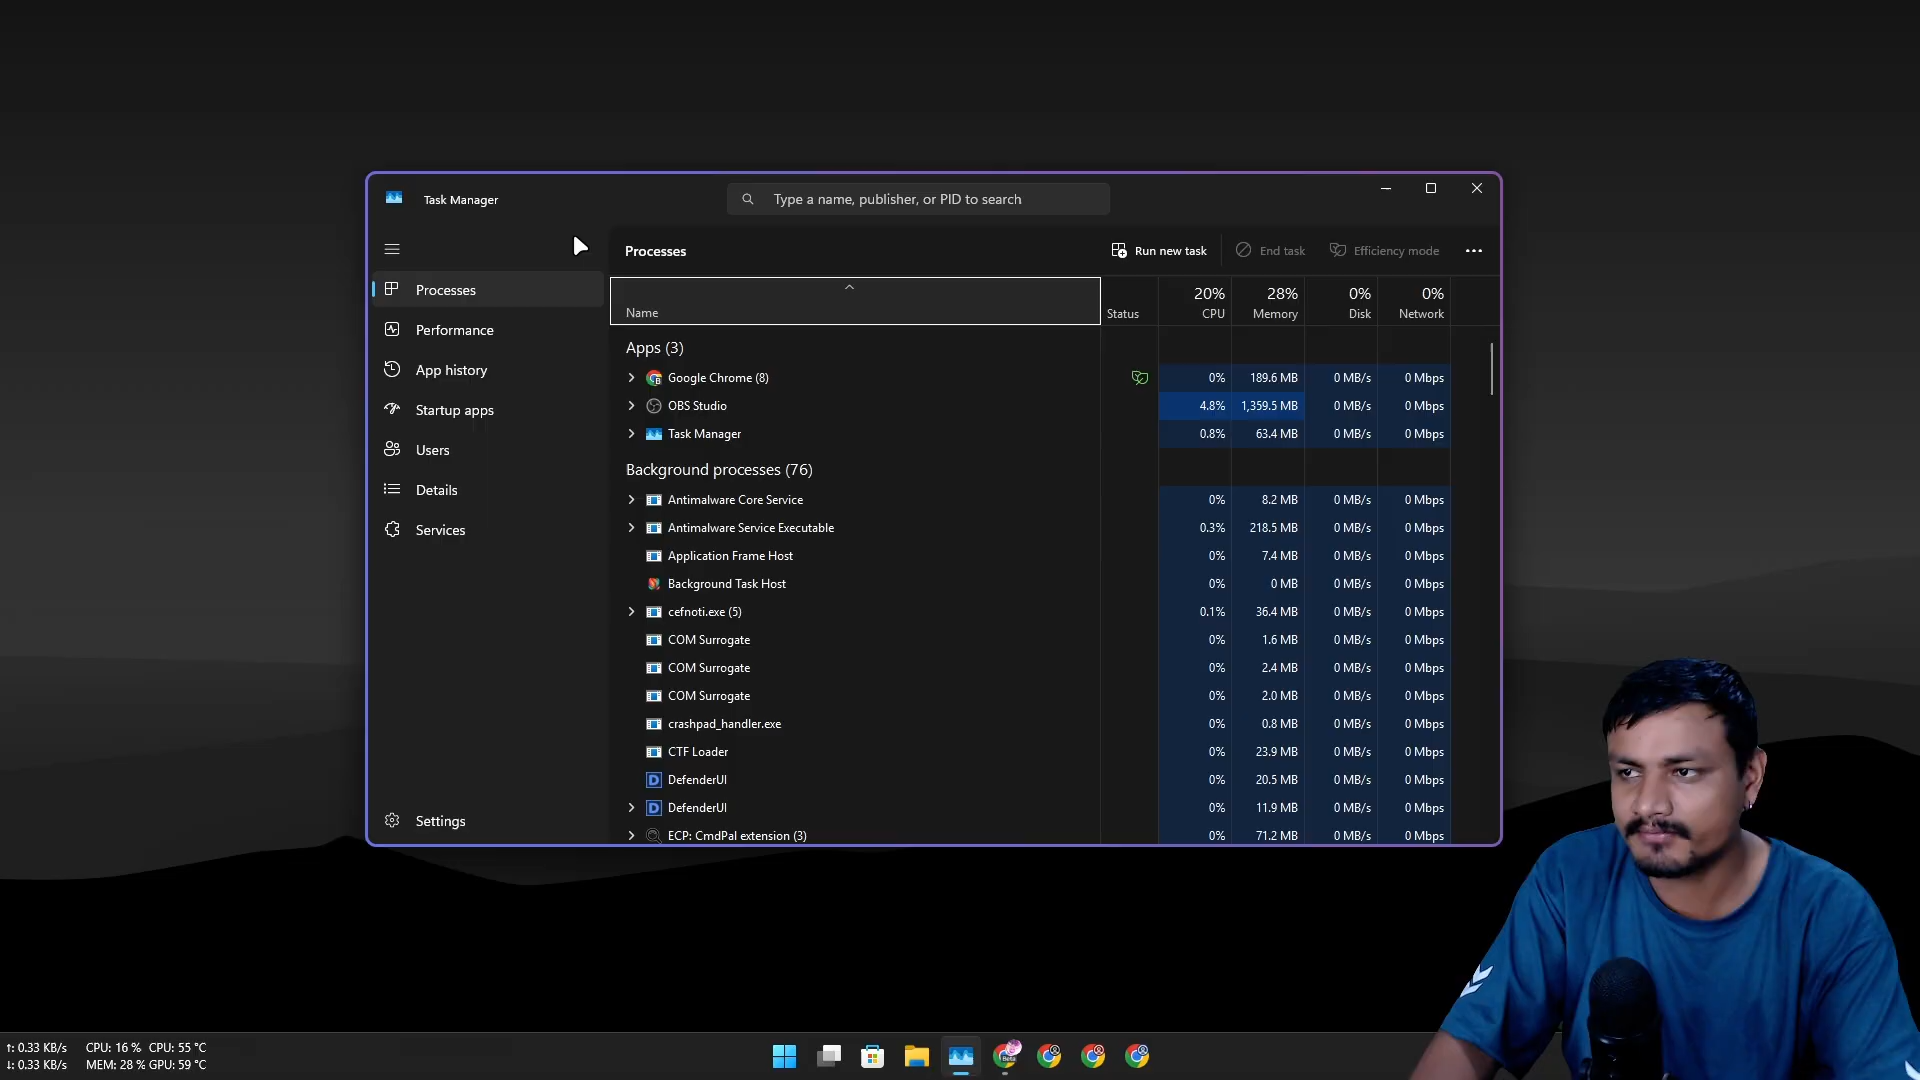 Task Manager
Type a name, publisher, or PID to search
Processes
Run new task
End task
Efficiency mode
Processes
Performance
App history
Startup apps
Users
Details
Services
Settings
20% 28% 0% 0%
Name Status CPU Memory Disk Network
Apps (3)
Google Chrome (8) 0% 189.6 MB 0 MB/s 0 Mbps
OBS Studio 4.8% 1,359.5 MB 0 MB/s 0 Mbps
Task Manager 0.8% 63.4 MB 0 MB/s 0 Mbps
Background processes (76)
Antimalware Core Service 0% 8.2 MB 0 MB/s 0 Mbps
Antimalware Service Executable 0.3% 218.5 MB 0 MB/s 0 Mbps
Application Frame Host 0% 7.4 MB 0 MB/s 0 Mbps
Background Task Host 0% 0 MB 0 MB/s 0 Mbps
cefnoti.exe (5) 0.1% 36.4 MB 0 MB/s 0 Mbps
COM Surrogate 0% 1.6 MB 0 MB/s 0 Mbps
COM Surrogate 0% 2.4 MB 0 MB/s 0 Mbps
COM Surrogate 0% 2.0 MB 0 MB/s 0 Mbps
crashpad_handler.exe 0% 0.8 MB 0 MB/s 0 Mbps
CTF Loader 0% 23.9 MB 0 MB/s 0 Mbps
DefenderUI 0% 20.5 MB 0 MB/s 0 Mbps
DefenderUI 0% 11.9 MB 0 MB/s 0 Mbps
ECP: CmdPal extension (3) 0% 71.2 MB 0 MB/s 0 Mbps
↑: 0.33 KB/s CPU: 16 % CPU: 55 °C
↓: 0.33 KB/s MEM: 28 % GPU: 59 °C
Beta